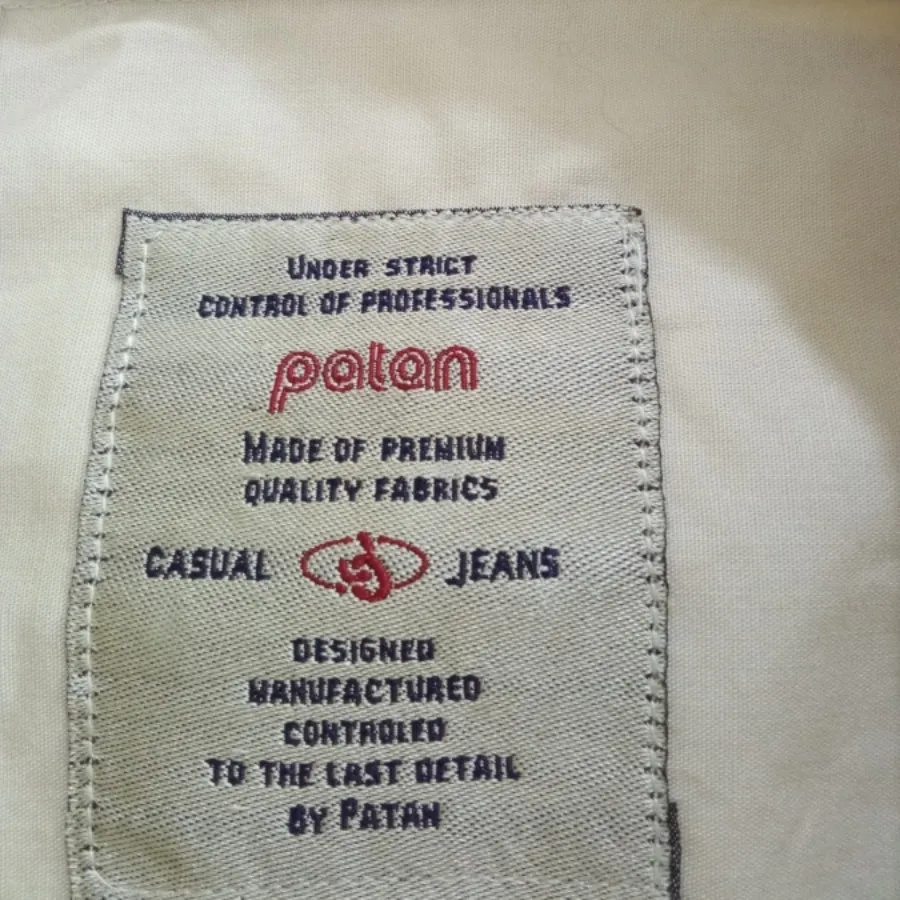 UNDER STRICT
CONTROL OF PROFESSIONALS
patan
MADE OF PREMIUM
QUALITY FABRICS
CASUAL JEANS
DESIGNED
MANUFACTURED
CONTROLED
TO THE LAST DETAIL
BY PATAN